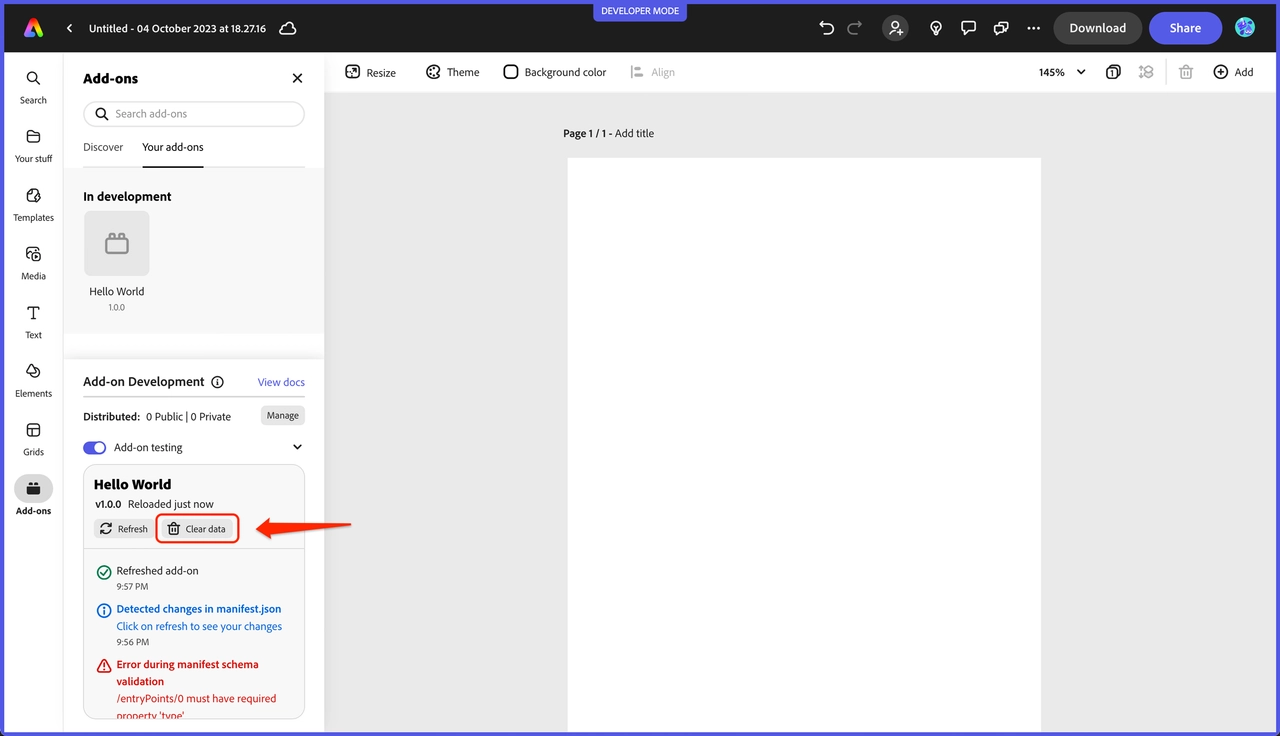 DEVELOPER MODE
Untitled - 04 October 2023 at 18.27.16
Download
Share
Search
Your stuff
Templates
Media
Text
Elements
Grids
Add-ons
Add-ons
Search add-ons
Discover
Your add-ons
In development
Hello World
1.0.0
Add-on Development
View docs
Distributed: 0 Public | 0 Private
Manage
Add-on testing
Hello World
v1.0.0 Reloaded just now
Refresh
Clear data
Refreshed add-on
9:57 PM
Detected changes in manifest.json
Click on refresh to see your changes
9:56 PM
Error during manifest schema
validation
/entryPoints/0 must have required
property 'type'
Resize
Theme
Background color
Align
145%
1
Add
Page 1 / 1 - Add title